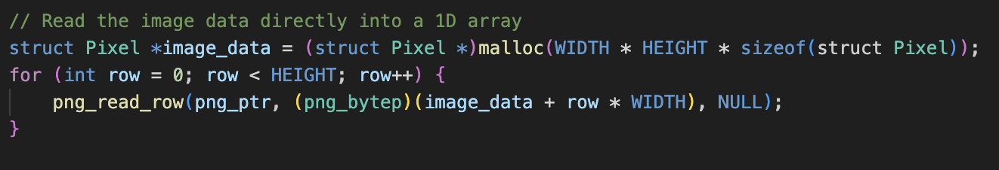 // Read the image data directly into a 1D array
struct Pixel *image_data = (struct Pixel *)malloc(WIDTH * HEIGHT * sizeof(struct Pixel));
for (int row = 0; row < HEIGHT; row++) {
    png_read_row(png_ptr, (png_bytep)(image_data + row * WIDTH), NULL);
}